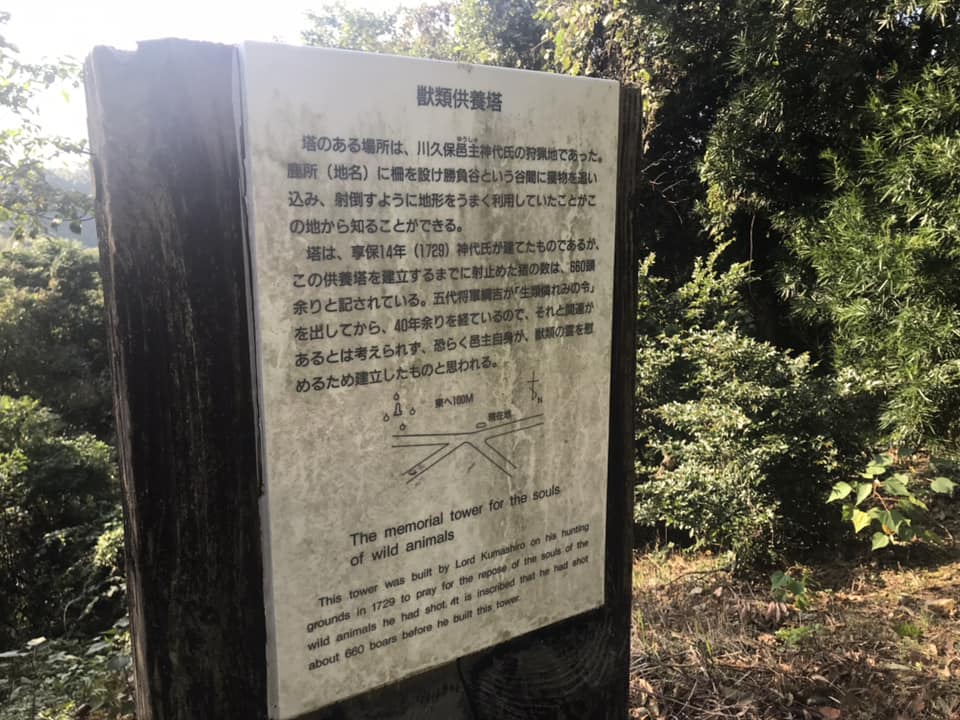 獣類供養塔
塔のある場所は、川久保邑主神代氏の狩猟地であった。
鹿所（地名）に柵を設け勝負谷という谷間に獲物を追い
込み、射倒すように地形をうまく利用していたことがこ
の地から知ることができる。
塔は、享保14年（1729）神代氏が建てたものであるが、
この供養塔を建立するまでに射止めた猪の数は、660頭
余りと記されている。五代将軍綱吉が「生類憐れみの令」
を出してから、40年余りを経ているので、それと関連が
あるとは考えられず、恐らく邑主自身が、獣類の霊を慰
めるため建立したものと思われる。
東へ100M
現在地
N
The memorial tower for the souls
of wild animals
This tower was built by Lord Kumashiro on his hunting
grounds in 1729 to pray for the repose of the souls of the
wild animals he had shot. It is inscribed that he had shot
about 660 boars before he built this tower.